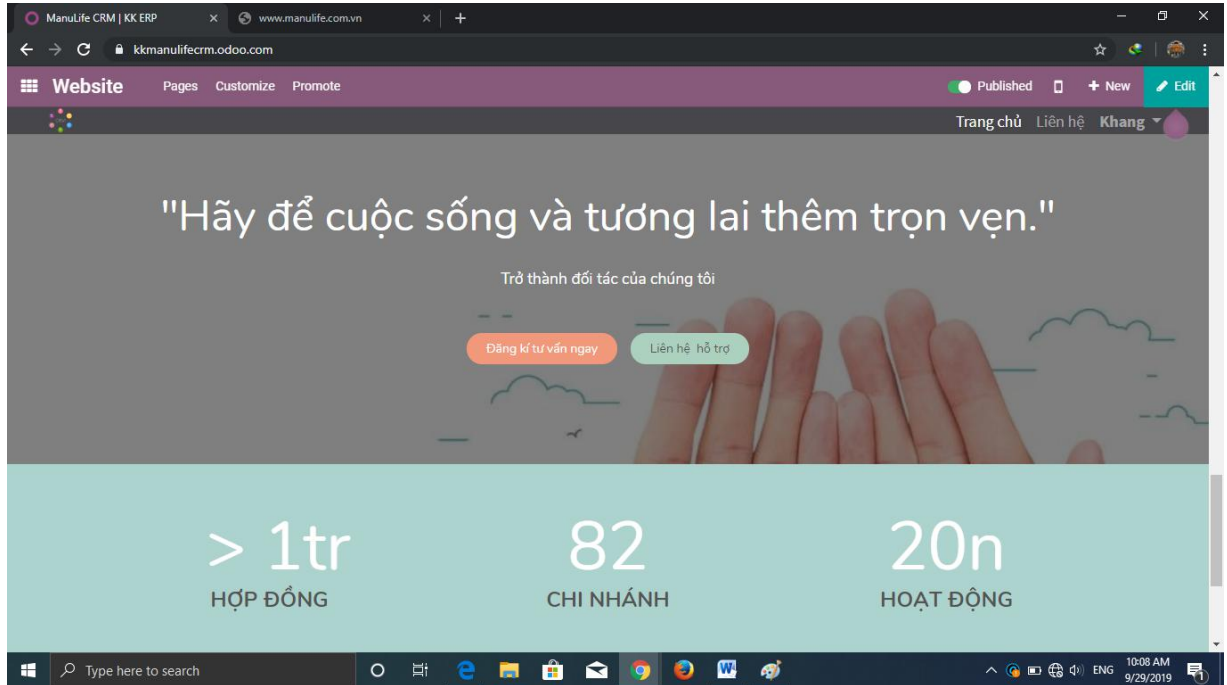 ManuLife CRM | KK ERP
www.manulife.com.vn
kkmanulifecrm.odoo.com
Website Pages Customize Promote Published New Edit
Trang chủ Liên hệ Khang
"Hãy để cuộc sống và tương lai thêm trọn vẹn."
Trở thành đối tác của chúng tôi
Đăng kí tư vấn ngay Liên hệ hỗ trợ
> 1tr 82 20n
HỢP ĐỒNG CHI NHÁNH HOẠT ĐỘNG
Type here to search ENG 10:08 AM
9/29/2019